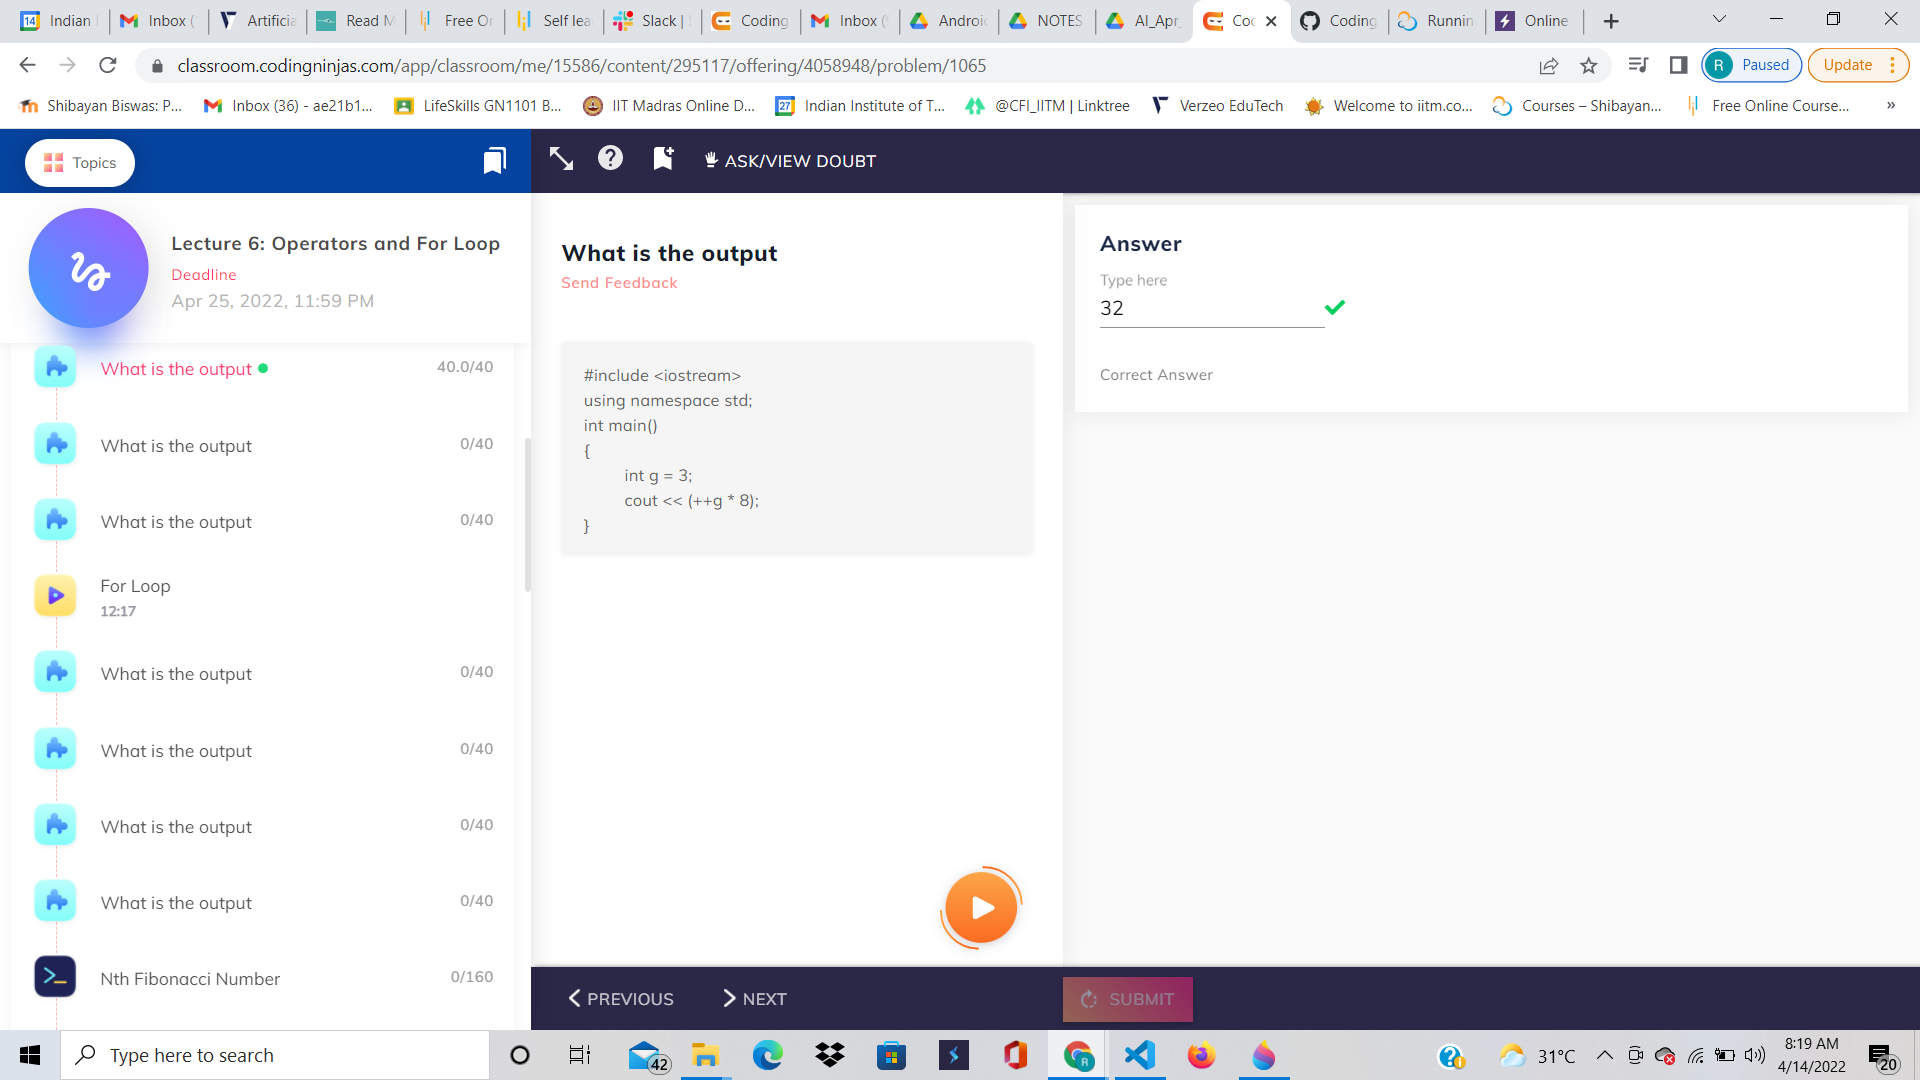 Indian
Inbox (
Artificia
Read M
Free Or
Self lea
Slack |
Coding
Inbox (
Androi
NOTES
AI_Apr_
Coding
Runnin
Online
classroom.codingninjas.com/app/classroom/me/15586/content/295117/offering/4058948/problem/1065
R Paused
Update
Shibayan Biswas: P...
Inbox (36) - ae21b1...
LifeSkills GN1101 B...
IIT Madras Online D...
27 Indian Institute of T...
@CFI_IITM | Linktree
Verzeo EduTech
Welcome to iitm.co...
Courses – Shibayan...
Free Online Course...
»
Topics
ASK/VIEW DOUBT
Lecture 6: Operators and For Loop
Deadline
Apr 25, 2022, 11:59 PM
What is the output 40.0/40
What is the output 0/40
What is the output 0/40
For Loop
12:17
What is the output 0/40
What is the output 0/40
What is the output 0/40
What is the output 0/40
Nth Fibonacci Number 0/160
What is the output
Send Feedback
#include <iostream>
using namespace std;
int main()
{
int g = 3;
cout << (++g * 8);
}
Answer
Type here
32
Correct Answer
PREVIOUS
NEXT
SUBMIT
Type here to search
42
31°C
8:19 AM
4/14/2022
20